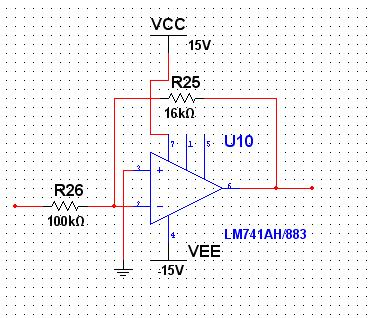 VCC
15V
R25
16kΩ
U10
7
1
5
3
+
6
R26
100kΩ
2
−
4
LM741AH/883
VEE
-15V